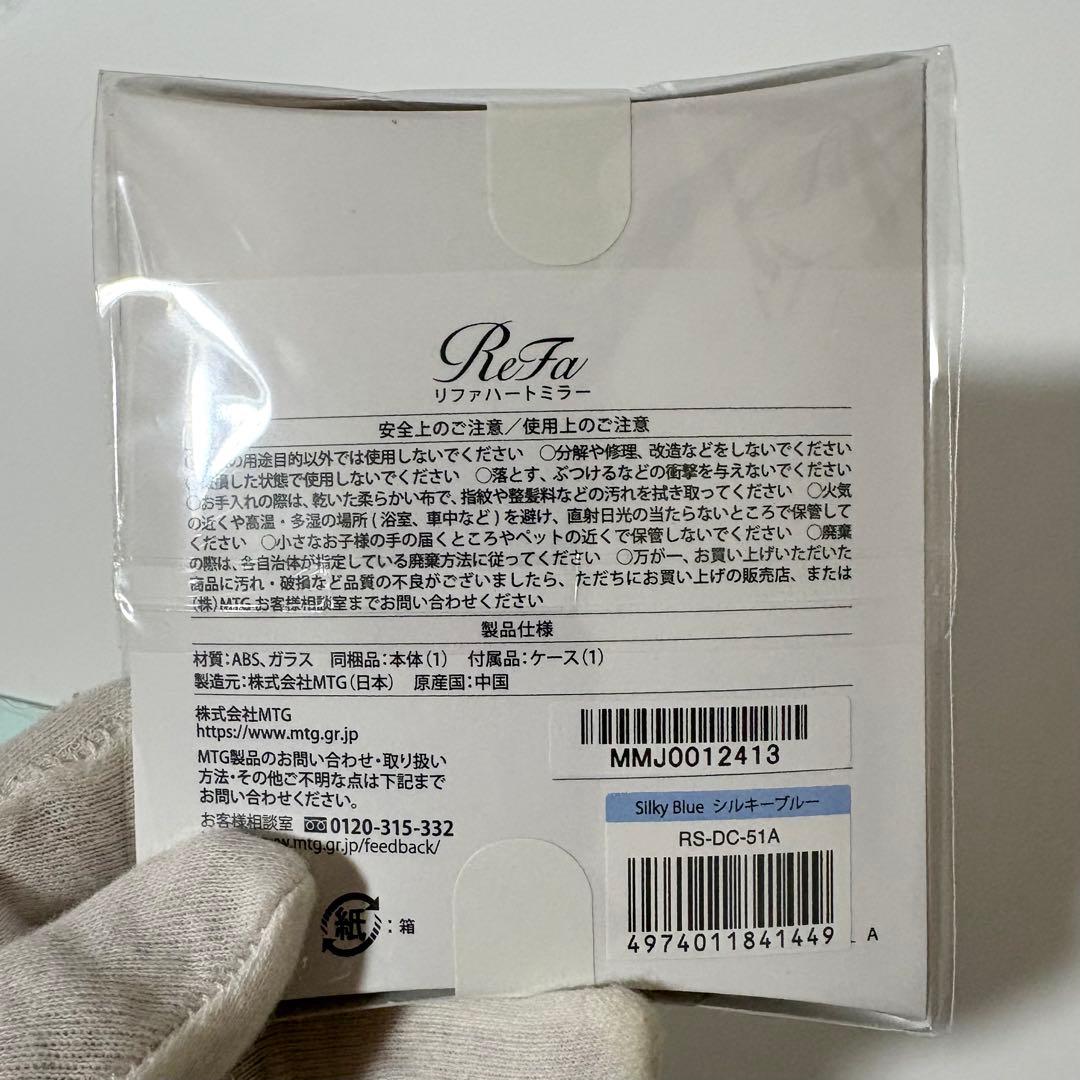 ReFa
リファハートミラー
安全上のご注意／使用上のご注意
の用途目的以外では使用しないでください ○分解や修理、改造などをしないでください
損した状態で使用しないでください ○落とす、ぶつけるなどの衝撃を与えないでください
○お手入れの際は、乾いた柔らかい布で、指紋や整髪料などの汚れを拭き取ってください ○火気
の近くや高温・多湿の場所(浴室、車中など)を避け、直射日光の当たらないところで保管して
ください ○小さなお子様の手の届くところやペットの近くで保管しないでください ○廃棄
の際は、各自治体が指定している廃棄方法に従ってください ○万が一、お買い上げいただいた
商品に汚れ・破損など品質の不良がございましたら、ただちにお買い上げの販売店、または
(株)MTG お客様相談室までお問い合わせください
製品仕様
材質：ABS、ガラス 同梱品：本体(1) 付属品：ケース(1)
製造元：株式会社MTG(日本) 原産国：中国
株式会社MTG
https://www.mtg.gr.jp
MTG製品のお問い合わせ・取り扱い
方法・その他ご不明な点は下記まで
お問い合わせください。
お客様相談室 0120-315-332
www.mtg.gr.jp/feedback/
紙：箱
MMJ0012413
Silky Blue シルキーブルー
RS-DC-51A
4974011841449
A